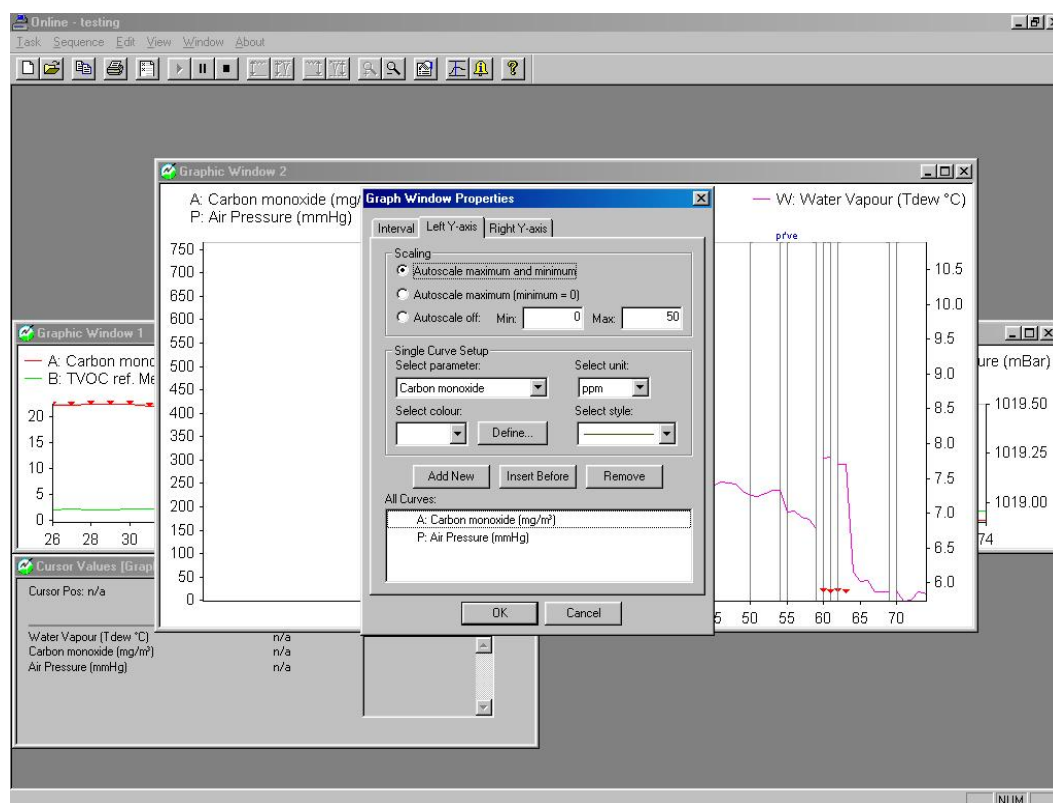 Online - testing
Task Sequence Edit View Window About
Graphic Window 2
A: Carbon monoxide (mg/
P: Air Pressure (mmHg)
W: Water Vapour (Tdew °C)
750
700
650
600
550
500
450
400
350
300
250
200
150
100
50
0
10.5
10.0
9.5
9.0
8.5
8.0
7.5
7.0
6.5
6.0
5 50 55 60 65 70
Graph Window Properties
Interval Left Y-axis Right Y-axis
Scaling
Autoscale maximum and minimum
Autoscale maximum (minimum = 0)
Autoscale off: Min: 0 Max: 50
Single Curve Setup
Select parameter: Select unit:
Carbon monoxide ppm
Select colour: Select style:
Define...
Add New Insert Before Remove
All Curves:
A: Carbon monoxide (mg/m³)
P: Air Pressure (mmHg)
OK Cancel
Graphic Window 1
A: Carbon monc
B: TVOC ref. Me
ure (mBar)
20
15
10
5
0
26 28 30
1019.50
1019.25
1019.00
74
Cursor Values (Grap
Cursor Pos: n/a
Water Vapour (Tdew °C) n/a
Carbon monoxide (mg/m³) n/a
Air Pressure (mmHg) n/a
NUM